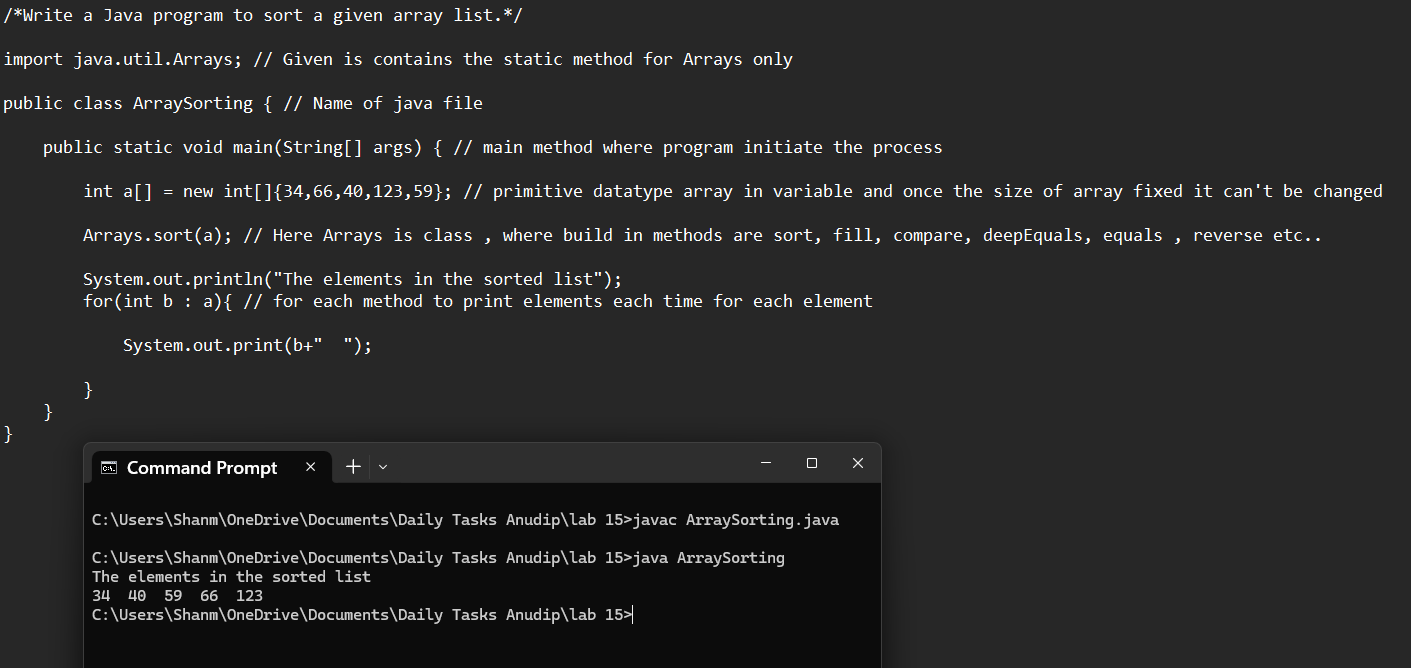 /*Write a Java program to sort a given array list.*/
import java.util.Arrays; // Given is contains the static method for Arrays only
public class ArraySorting { // Name of java file
public static void main(String[] args) { // main method where program initiate the process
int a[] = new int[]{34,66,40,123,59}; // primitive datatype array in variable and once the size of array fixed it can't be changed
Arrays.sort(a); // Here Arrays is class , where build in methods are sort, fill, compare, deepEquals, equals , reverse etc..
System.out.println("The elements in the sorted list");
for(int b : a){ // for each method to print elements each time for each element
System.out.print(b+"  ");
}
}
}
Command Prompt
C:\Users\Shanm\OneDrive\Documents\Daily Tasks Anudip\lab 15>javac ArraySorting.java
C:\Users\Shanm\OneDrive\Documents\Daily Tasks Anudip\lab 15>java ArraySorting
The elements in the sorted list
34  40  59  66  123
C:\Users\Shanm\OneDrive\Documents\Daily Tasks Anudip\lab 15>